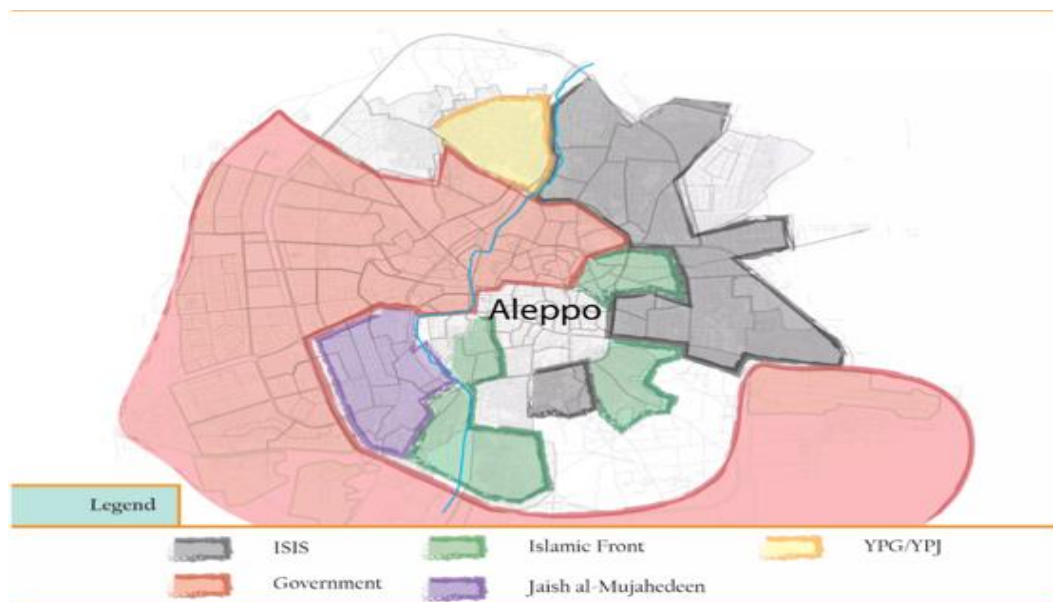 Aleppo
Legend
ISIS
Islamic Front
YPG/YPJ
Government
Jaish al-Mujahedeen